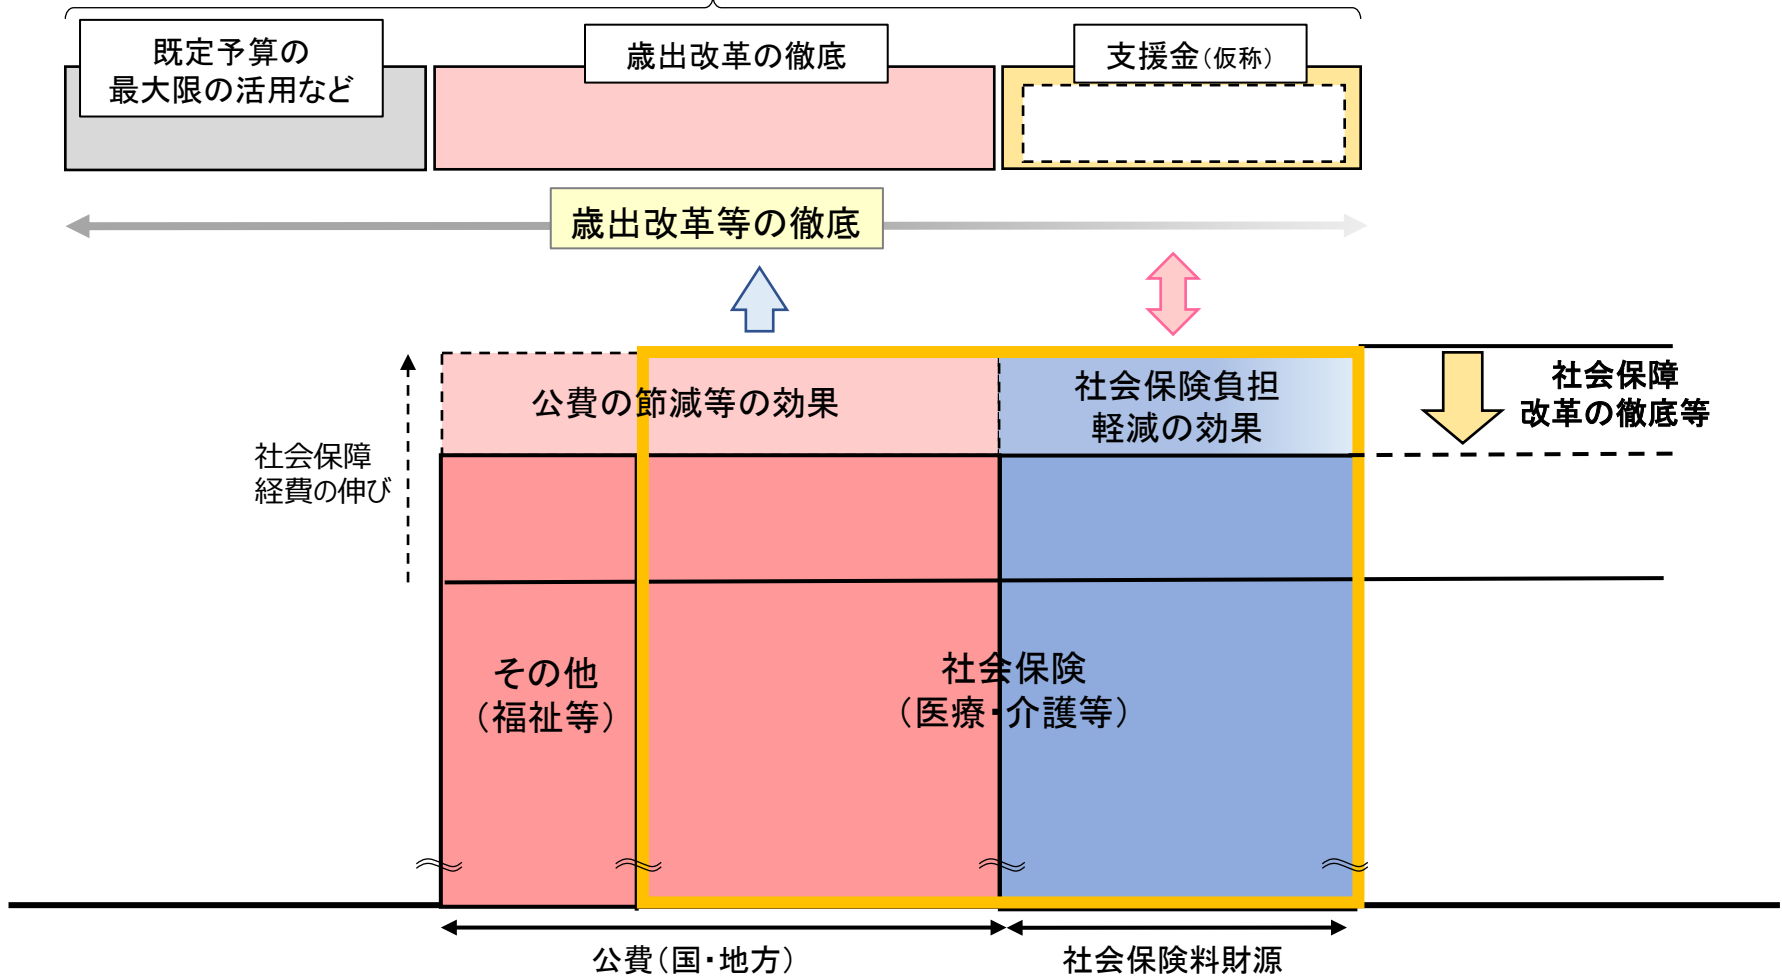 既定予算の
最大限の活用など
歳出改革の徹底
支援金(仮称)
歳出改革等の徹底
公費の節減等の効果
社会保険負担
軽減の効果
社会保障
改革の徹底等
社会保障
経費の伸び
その他
(福祉等)
社会保険
(医療・介護等)
公費(国・地方)
社会保険料財源